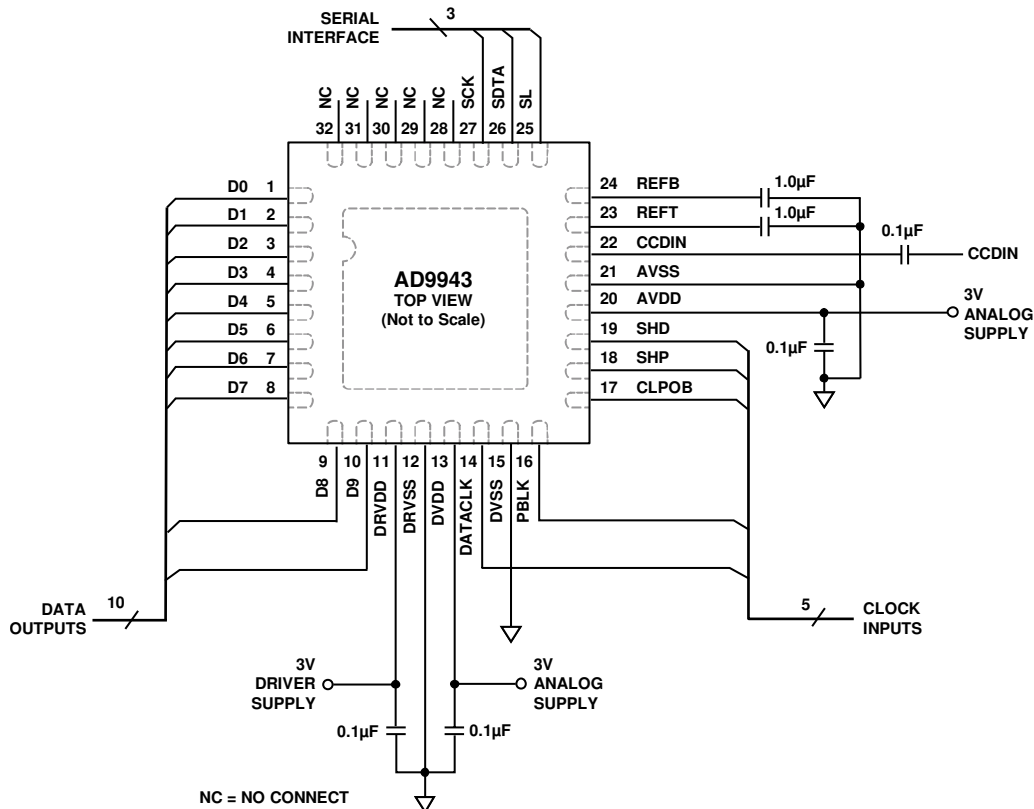 SERIAL
INTERFACE
3
NC
NC
NC
NC
NC
SCK
SDTA
SL
32 31 30 29 28 27 26 25
D0 1
D1 2
D2 3
D3 4
D4 5
D5 6
D6 7
D7 8
AD9943
TOP VIEW
(Not to Scale)
24 REFB
23 REFT
22 CCDIN
21 AVSS
20 AVDD
19 SHD
18 SHP
17 CLPOB
1.0µF
1.0µF
0.1µF
CCDIN
3V
ANALOG
SUPPLY
0.1µF
9 10 11 12 13 14 15 16
D8
D9
DRVDD
DRVSS
DVDD
DATACLK
DVSS
PBLK
DATA
OUTPUTS
10
5
CLOCK
INPUTS
3V
DRIVER
SUPPLY
3V
ANALOG
SUPPLY
0.1µF
0.1µF
NC = NO CONNECT